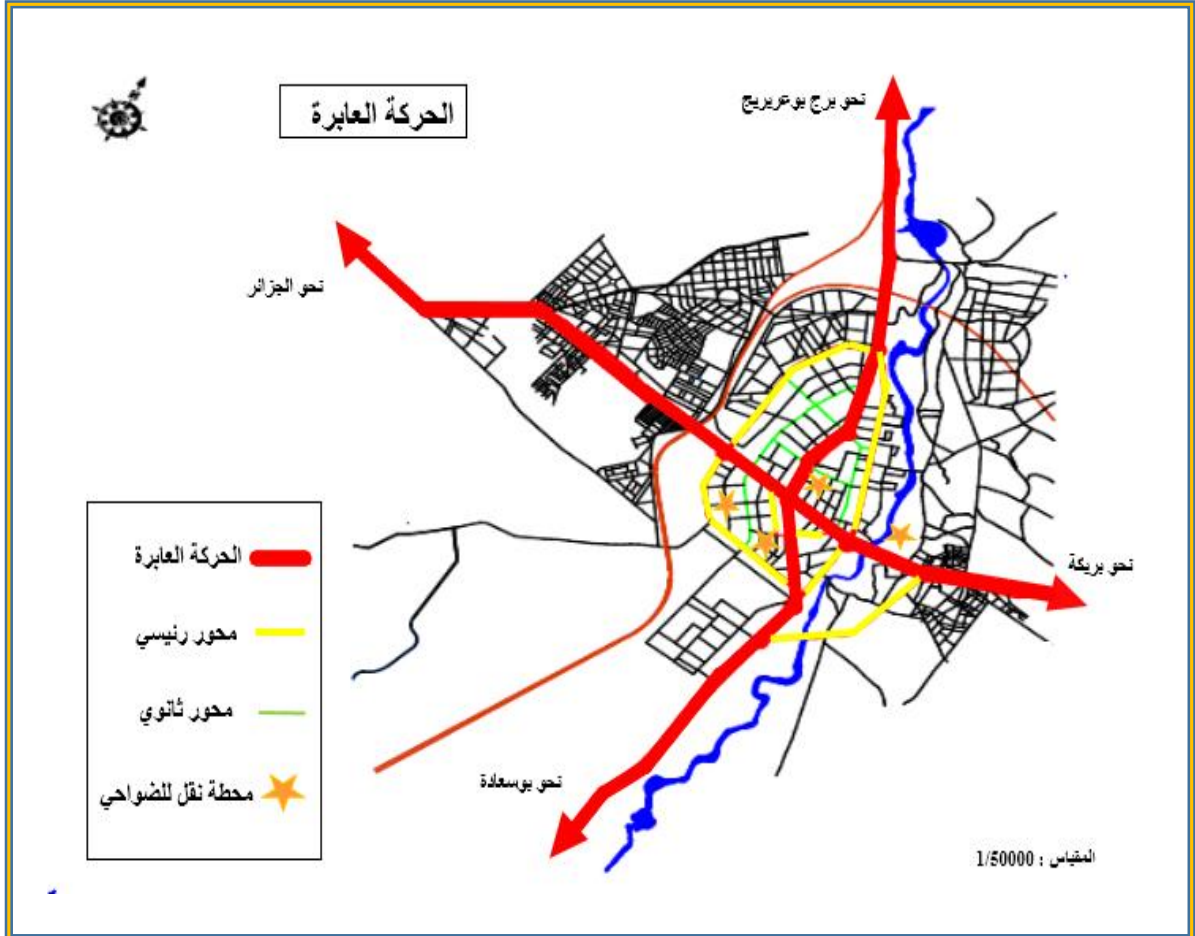 الحركة العابرة
نحو برج بوعريريج
نحو الجزائر
نحو بريكة
نحو بوسعادة
الحركة العابرة
محور رئيسي
محور ثانوي
محطة نقل للضواحي
المقياس : 1/50000